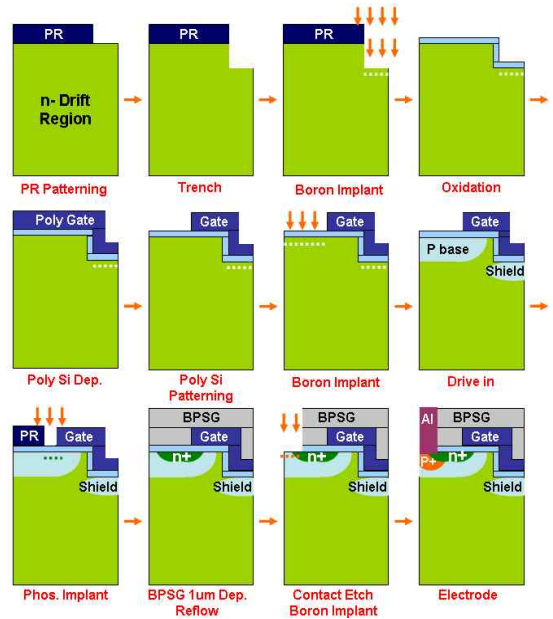 PR
PR
PR
n- Drift
Region
PR Patterning
Trench
Boron Implant
Oxidation
Poly Gate
Gate
Gate
Gate
P base
Shield
Poly Si Dep.
Poly Si
Patterning
Boron Implant
Drive in
PR
Gate
Shield
BPSG
Gate
n+
Shield
BPSG
Gate
n+
Shield
Al
BPSG
Gate
P+
n+
Shield
Phos. Implant
BPSG 1um Dep.
Reflow
Contact Etch
Boron Implant
Electrode